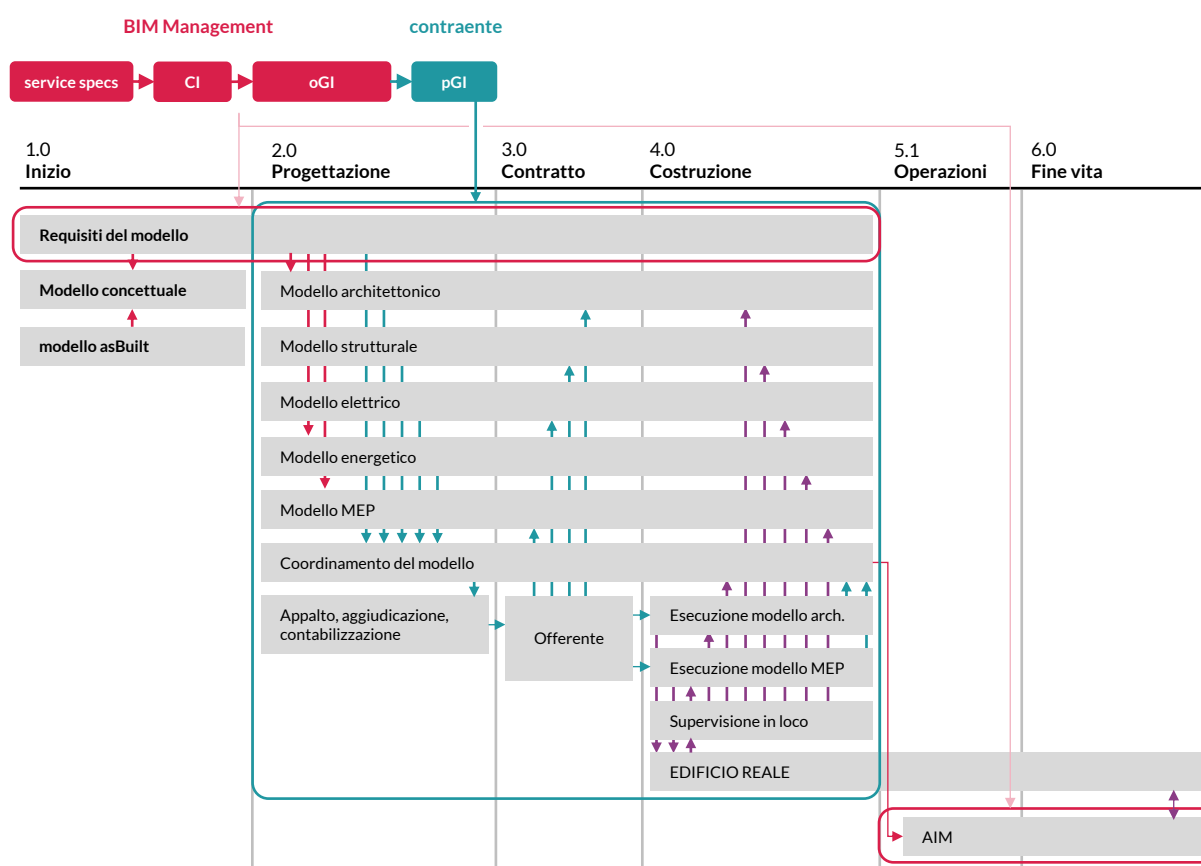 BIM Management
contraente
service specs
CI
oGI
pGI
1.0
Inizio
2.0
Progettazione
3.0
Contratto
4.0
Costruzione
5.1
Operazioni
6.0
Fine vita
Requisiti del modello
Modello concettuale
modello asBuilt
Modello architettonico
Modello strutturale
Modello elettrico
Modello energetico
Modello MEP
Coordinamento del modello
Appalto, aggiudicazione,
contabilizzazione
Offerente
Esecuzione modello arch.
Esecuzione modello MEP
Supervisione in loco
EDIFICIO REALE
AIM